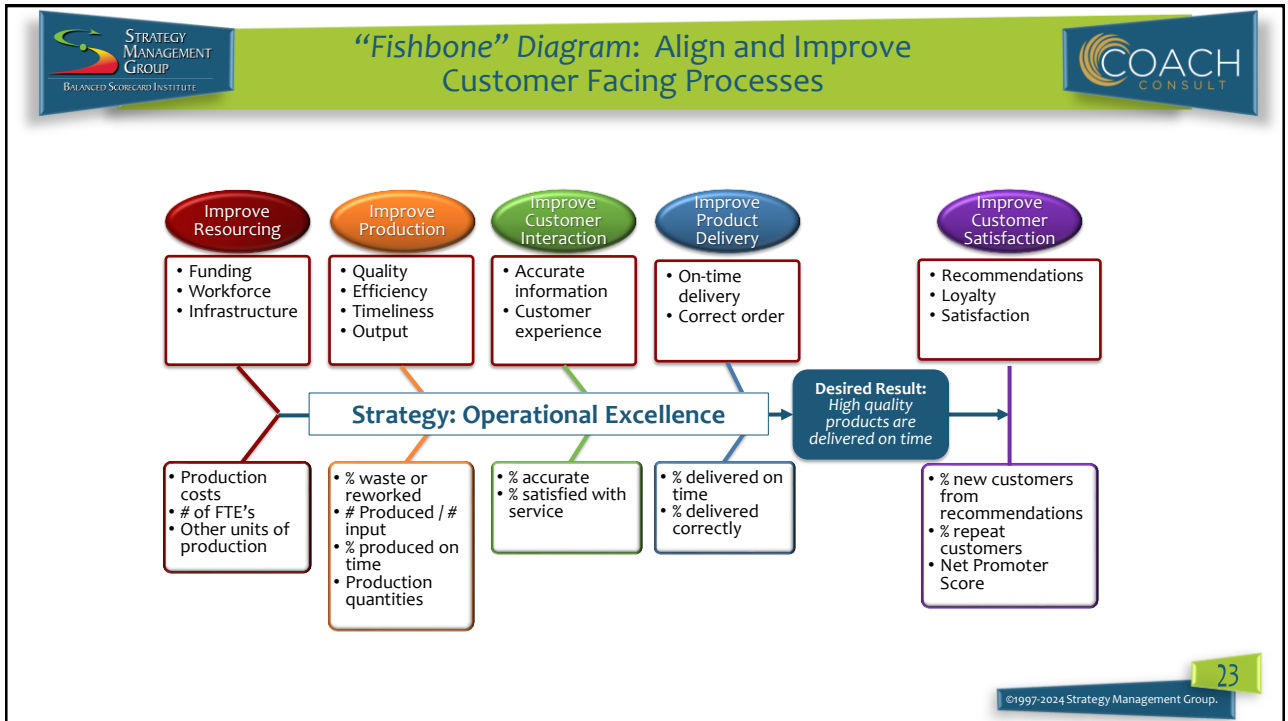 STRATEGY
MANAGEMENT
GROUP
BALANCED SCORECARD INSTITUTE
"Fishbone" Diagram: Align and Improve
Customer Facing Processes
COACH
CONSULT
Improve
Resourcing
• Funding
• Workforce
• Infrastructure
Improve
Production
• Quality
• Efficiency
• Timeliness
• Output
Improve
Customer
Interaction
• Accurate
information
• Customer
experience
Improve
Product
Delivery
• On-time
delivery
• Correct order
Improve
Customer
Satisfaction
• Recommendations
• Loyalty
• Satisfaction
Strategy: Operational Excellence
Desired Result:
High quality
products are
delivered on time
• Production
costs
• # of FTE's
• Other units of
production
• % waste or
reworked
• # Produced / #
input
• % produced on
time
• Production
quantities
• % accurate
• % satisfied with
service
• % delivered on
time
• % delivered
correctly
• % new customers
from
recommendations
• % repeat
customers
• Net Promoter
Score
23
©1997-2024 Strategy Management Group.